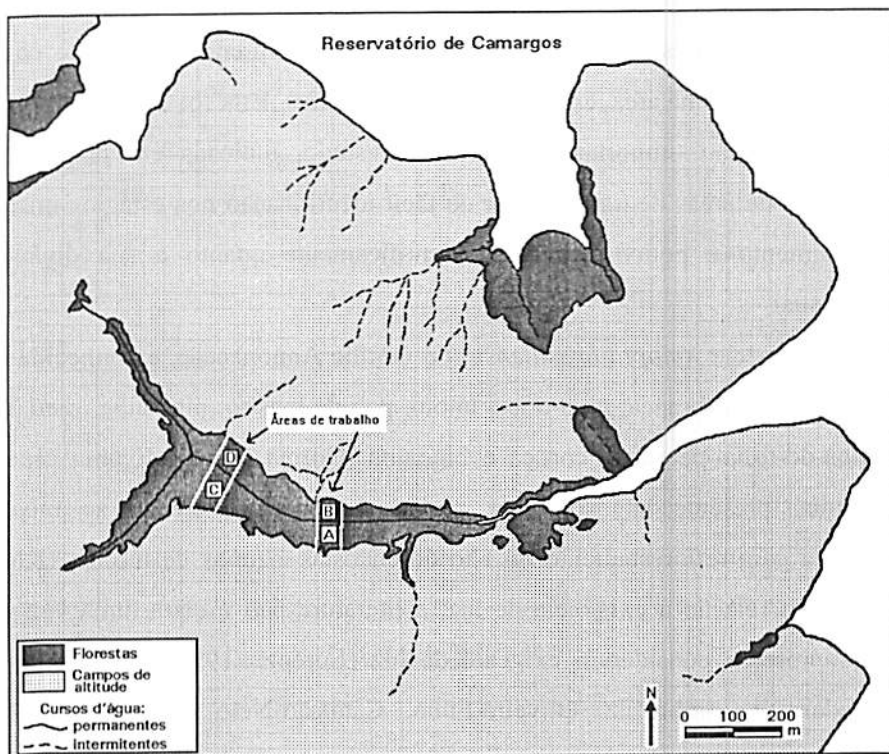 Reservatório de Camargos
Áreas de trabalho
D
C
B
A
Florestas
Campos de
altitude
Cursos d'água:
permanentes
intermitentes
N
0 100 200
m